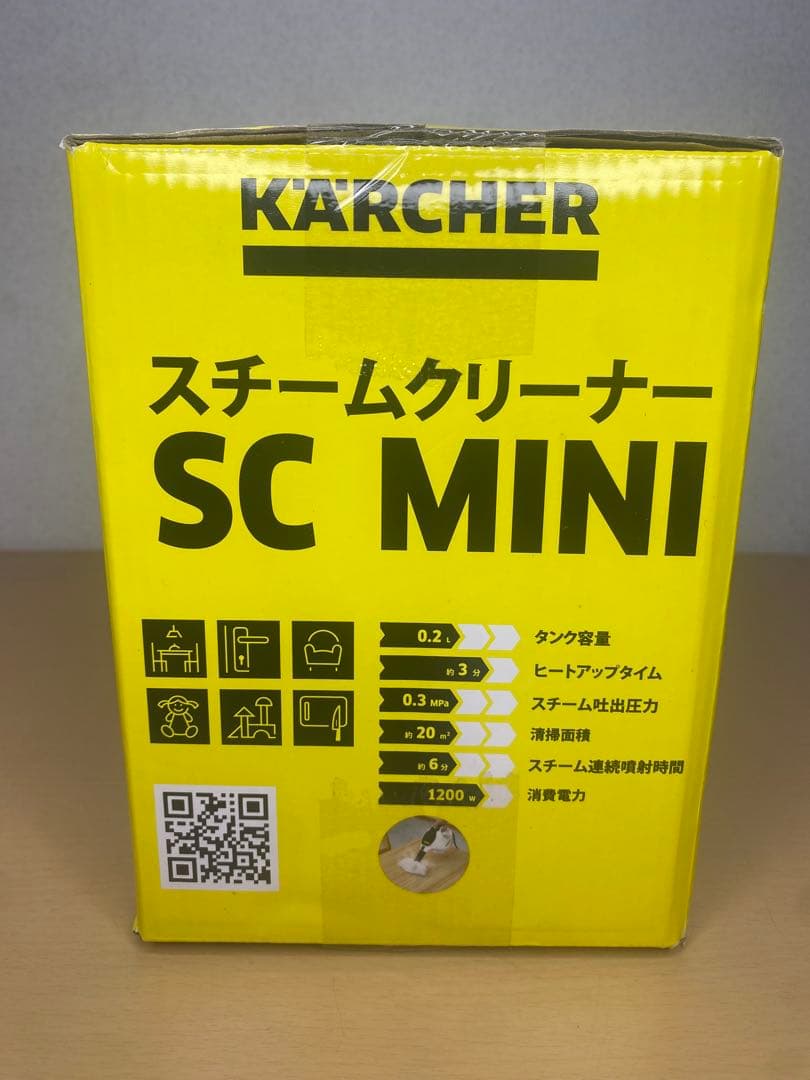 KÄRCHER
スチームクリーナー
SC MINI
0.2 L タンク容量
約 3 分 ヒートアップタイム
0.3 MPa スチーム吐出圧力
約 20 m² 清掃面積
約 6 分 スチーム連続噴射時間
1200 W 消費電力